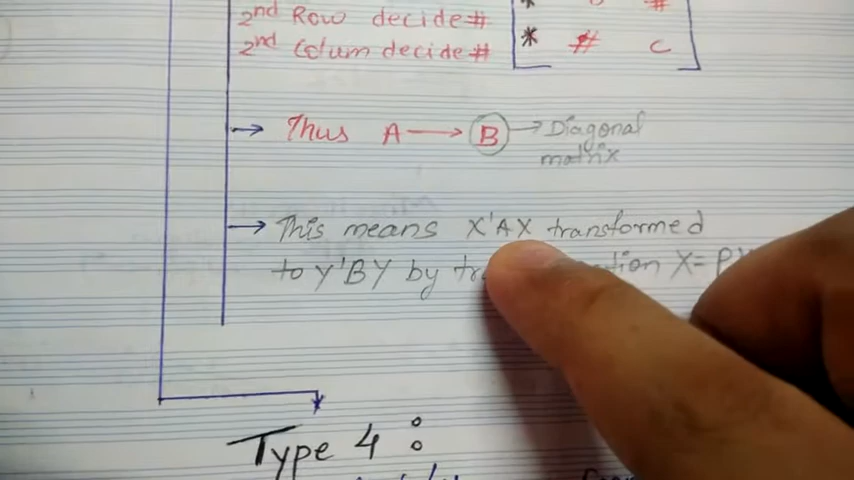 2nd Row decide #
2nd Colum decide #
* # c
→ Thus A → B → Diagonal
matrix
→ This means X'AX transformed
to Y'BY by X = P
Type 4 :